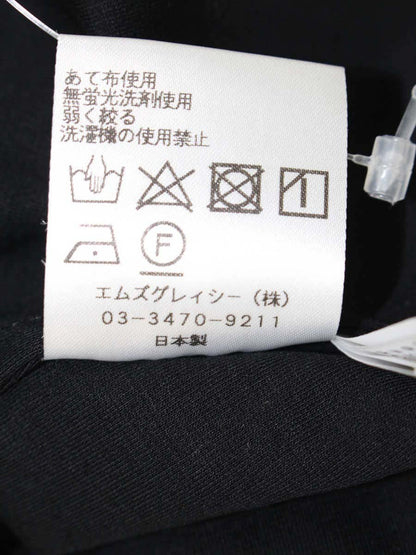 あて布使用
無蛍光洗剤使用
弱く絞る
洗濯機の使用禁止
F
エムズグレイシー（株）
03-3470-9211
日本製